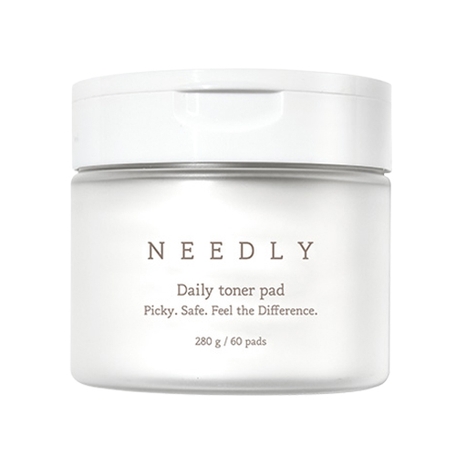 NEEDLY
Daily toner pad
Picky. Safe. Feel the Difference.
280 g / 60 pads